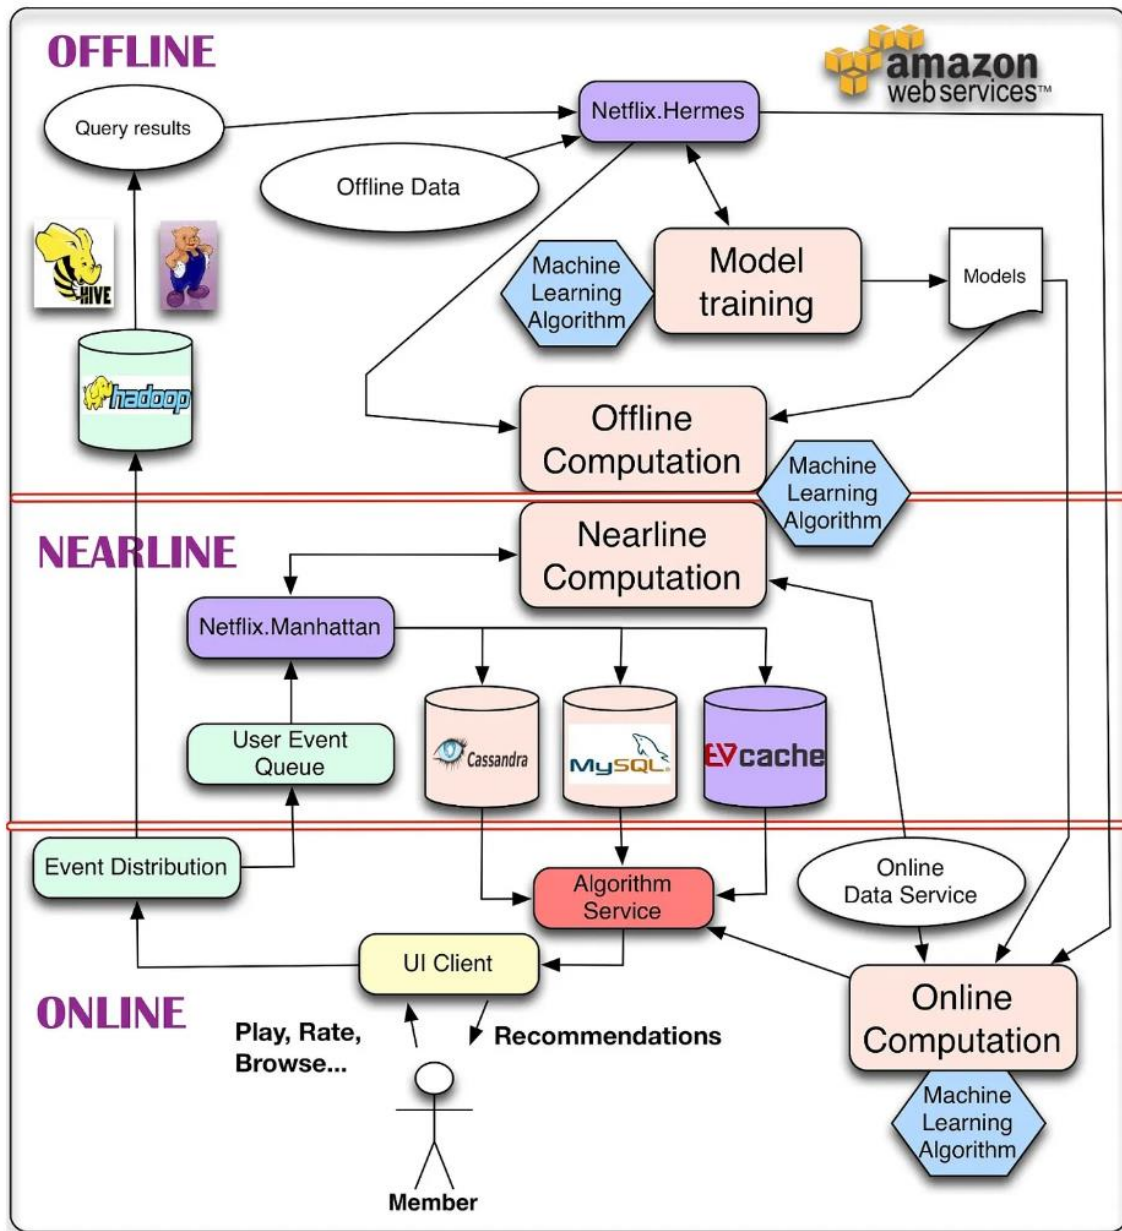 OFFLINE
amazon
web services™
Query results
Netflix.Hermes
Offline Data
HIVE
Machine
Learning
Algorithm
Model
training
Models
hadoop
Offline
Computation
Machine
Learning
Algorithm
NEARLINE
Nearline
Computation
Netflix.Manhattan
User Event
Queue
Cassandra
MySQL®
EVcache
Event Distribution
Algorithm
Service
Online
Data Service
UI Client
ONLINE
Play, Rate,
Browse...
Recommendations
Online
Computation
Machine
Learning
Algorithm
Member